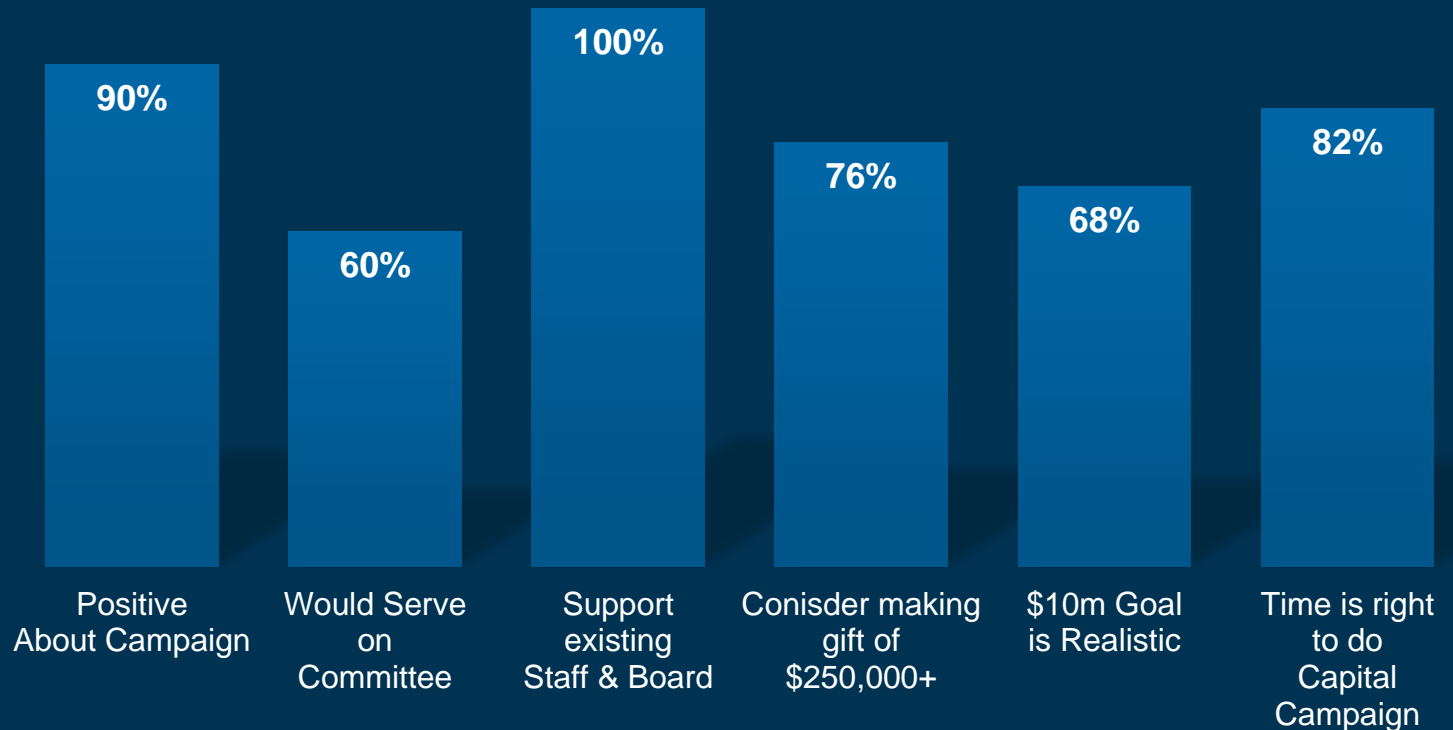 90%
60%
100%
76%
68%
82%
Positive
About Campaign
Would Serve
on
Committee
Support
existing
Staff & Board
Conisder making
gift of
$250,000+
$10m Goal
is Realistic
Time is right
to do
Capital
Campaign